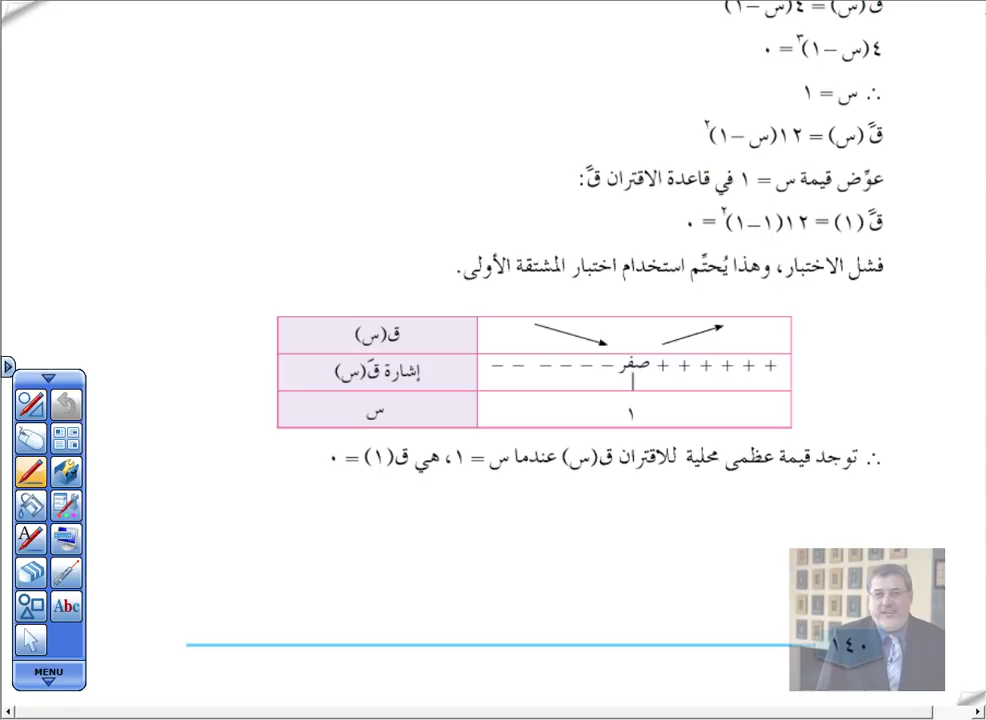 قَ(س) = ٤(س – ١)
٤(س – ١)٣ = ٠
∴ س = ١
قً(س) = ١٢(س – ١)٢
عوِّض قيمة س = ١ في قاعدة الاقتران قً:
قً(١) = ١٢(١–١)٢ = ٠
فشل الاختبار، وهذا يُحتِّم استخدام اختبار المشتقة الأولى.
ق(س)
إشارة قَ(س) – – – – – – صفر + + + + + +
س ١
∴ توجد قيمة عظمى محلية للاقتران ق(س) عندما س = ١، هي ق(١) = ٠
١٤٠
A
Abc
MENU